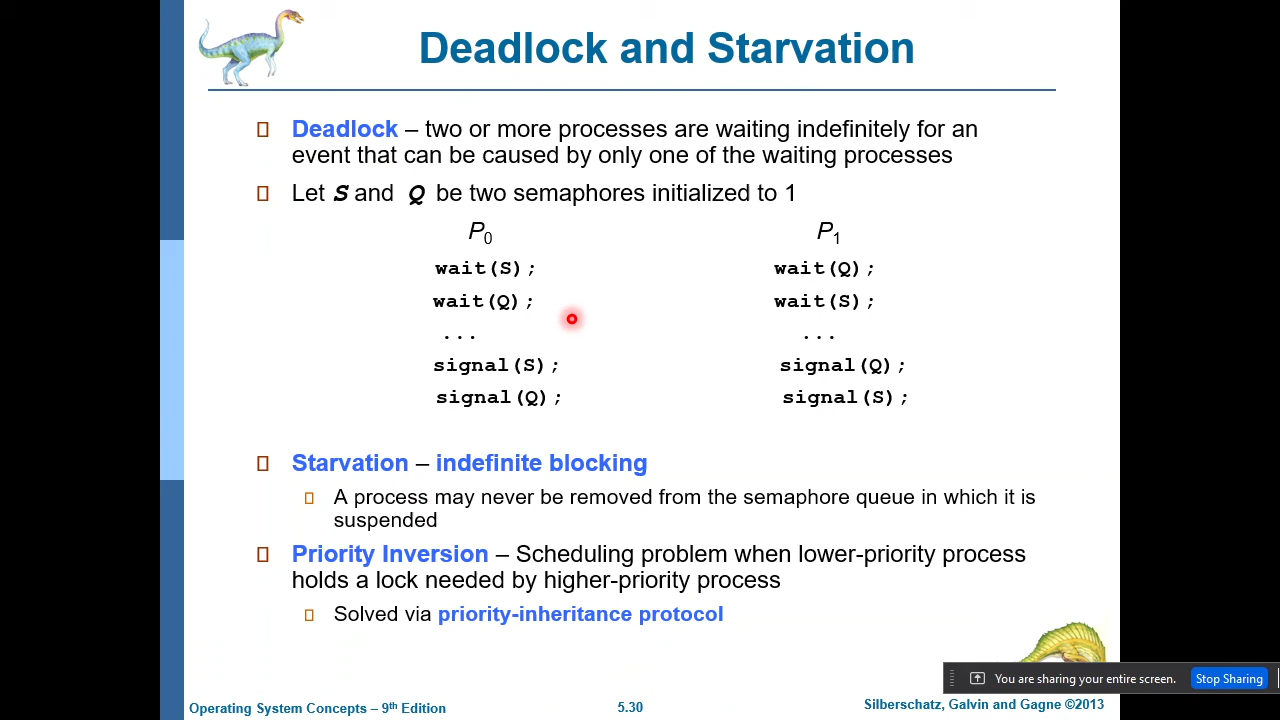 Deadlock and Starvation
Deadlock – two or more processes are waiting indefinitely for an
event that can be caused by only one of the waiting processes
Let S and Q be two semaphores initialized to 1
P0 P1
wait(S); wait(Q);
wait(Q); wait(S);
... ...
signal(S); signal(Q);
signal(Q); signal(S);
Starvation – indefinite blocking
A process may never be removed from the semaphore queue in which it is
suspended
Priority Inversion – Scheduling problem when lower-priority process
holds a lock needed by higher-priority process
Solved via priority-inheritance protocol
You are sharing your entire screen. Stop Sharing
Operating System Concepts – 9th Edition 5.30 Silberschatz, Galvin and Gagne ©2013